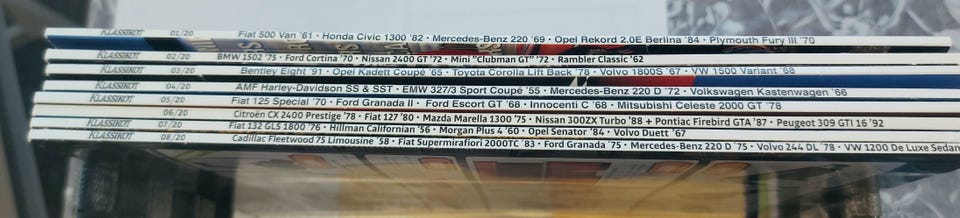 KLASSIKOT 01/20 Fiat 500 Van '61 · Honda Civic 1300 '82 · Mercedes-Benz 220 '69 · Opel Rekord 2.0E Berlina '84 · Plymouth Fury III '70
KLASSIKOT 02/20 BMW 1502 '75 · Ford Cortina '70 · Nissan 2400 GT '72 · Mini "Clubman GT" '72 · Rambler Classic '62
KLASSIKOT 03/20 Bentley Eight '91 · Opel Kadett Coupé '65 · Toyota Corolla Lift Back '78 · Volvo 1800S '67 · VW 1500 Variant '68
KLASSIKOT 04/20 AMF Harley-Davidson SS & SST · EMW 327/3 Sport Coupé '55 · Mercedes-Benz 220 D '72 · Volkswagen Kastenwagen '66
KLASSIKOT 05/20 Fiat 125 Special '70 · Ford Granada II · Ford Escort GT '68 · Innocenti C '68 · Mitsubishi Celeste 2000 GT '78
KLASSIKOT 06/20 Citroën CX 2400 Prestige '78 · Fiat 127 '80 · Mazda Marella 1300 '75 · Nissan 300ZX Turbo '88 + Pontiac Firebird GTA '87 · Peugeot 309 GTI 16 '92
KLASSIKOT 07/20 Fiat 132 GLS 1800 '76 · Hillman Californian '56 · Morgan Plus 4 '60 · Opel Senator '84 · Volvo Duett '67
KLASSIKOT 08/20 Cadillac Fleetwood 75 Limousine '58 · Fiat Supermirafiori 2000TC '83 · Ford Granada '75 · Mercedes-Benz 220 D '75 · Volvo 244 DL '78 · VW 1200 De Luxe Sedan